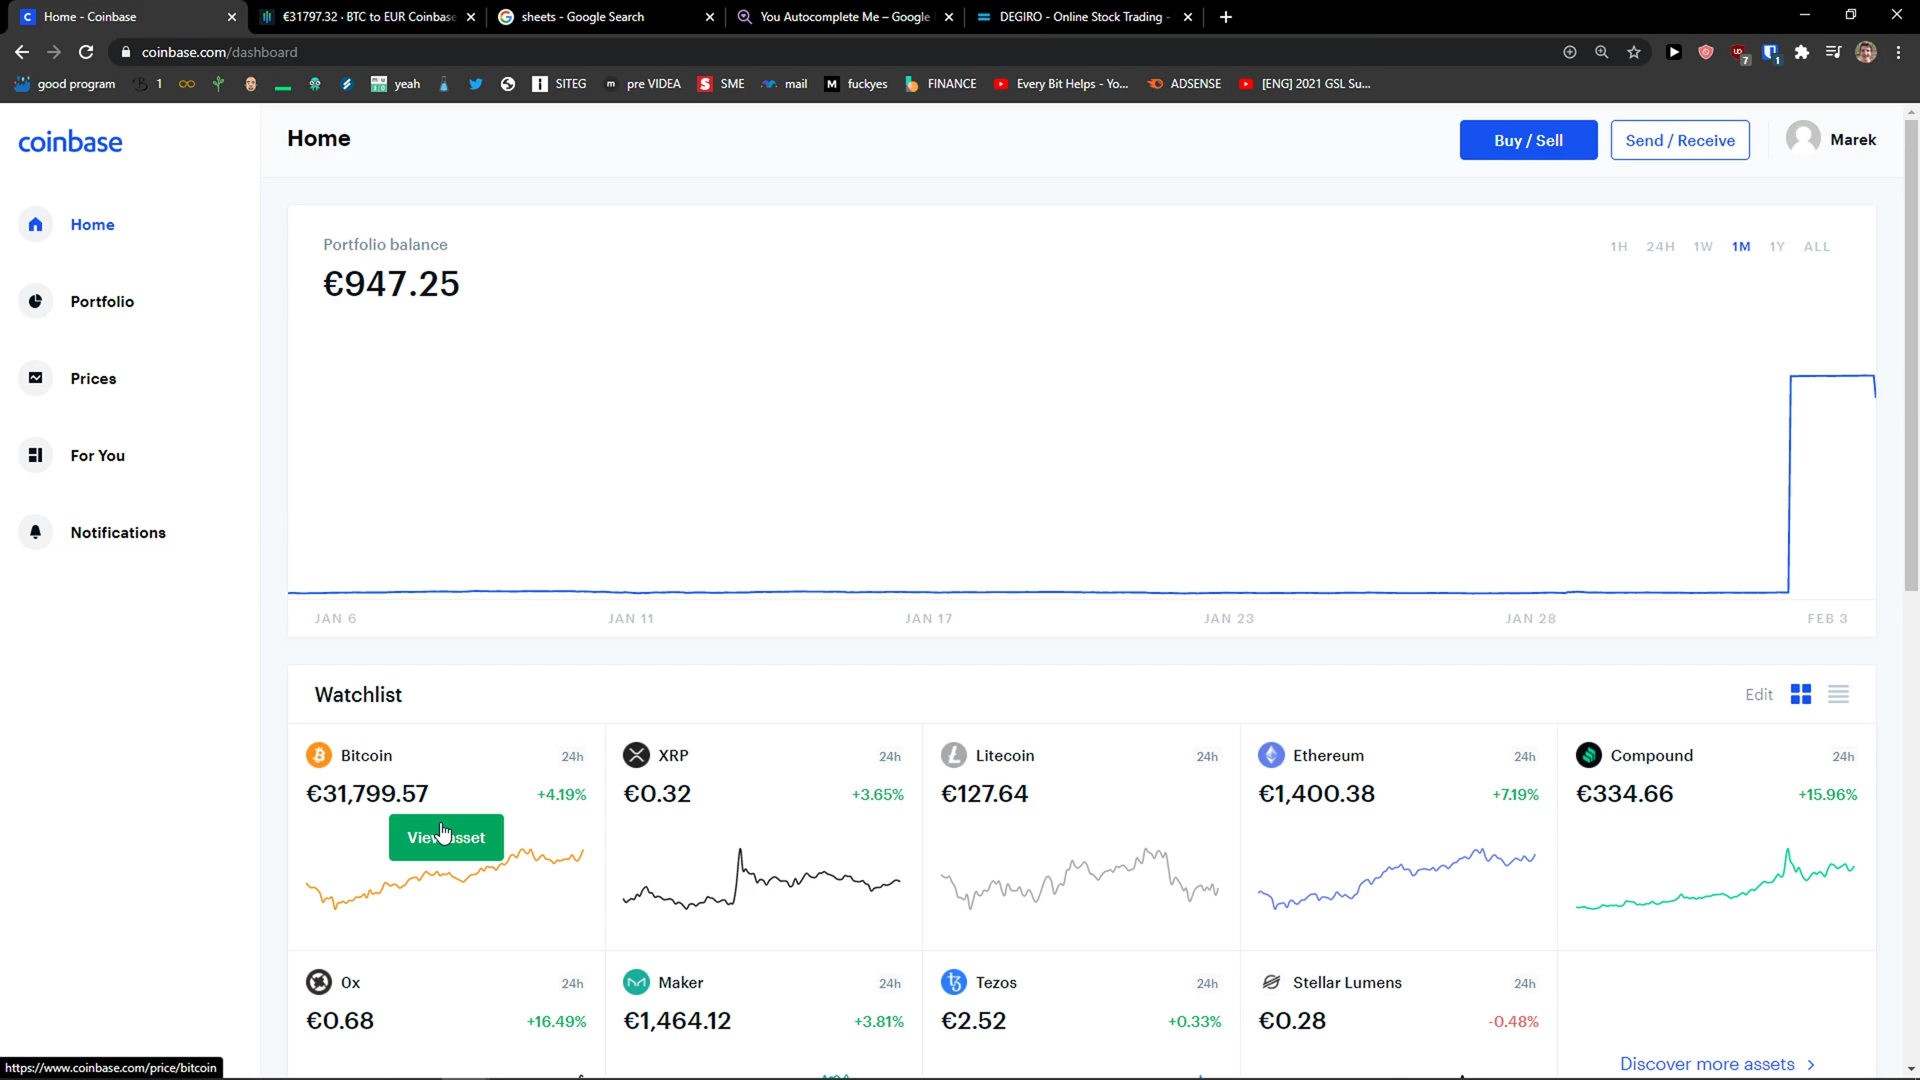 Home - Coinbase
€31797.32 · BTC to EUR Coinbase
sheets - Google Search
You Autocomplete Me – Google
DEGIRO - Online Stock Trading -
coinbase.com/dashboard
7
1
good program
1
yeah
SITEG
m pre VIDEA
S SME
mail
M fuckyes
FINANCE
Every Bit Helps - Yo...
ADSENSE
[ENG] 2021 GSL Su...
coinbase
Home
Buy / Sell
Send / Receive
Marek
Home
Portfolio
Prices
For You
Notifications
Portfolio balance
€947.25
1H 24H 1W 1M 1Y ALL
JAN 6 JAN 11 JAN 17 JAN 23 JAN 28 FEB 3
Watchlist
Edit
Bitcoin 24h
€31,799.57 +4.19%
View asset
XRP 24h
€0.32 +3.65%
Litecoin 24h
€127.64
Ethereum 24h
€1,400.38 +7.19%
Compound 24h
€334.66 +15.96%
0x 24h
€0.68 +16.49%
Maker 24h
€1,464.12 +3.81%
Tezos 24h
€2.52 +0.33%
Stellar Lumens 24h
€0.28 -0.48%
Discover more assets
https://www.coinbase.com/price/bitcoin